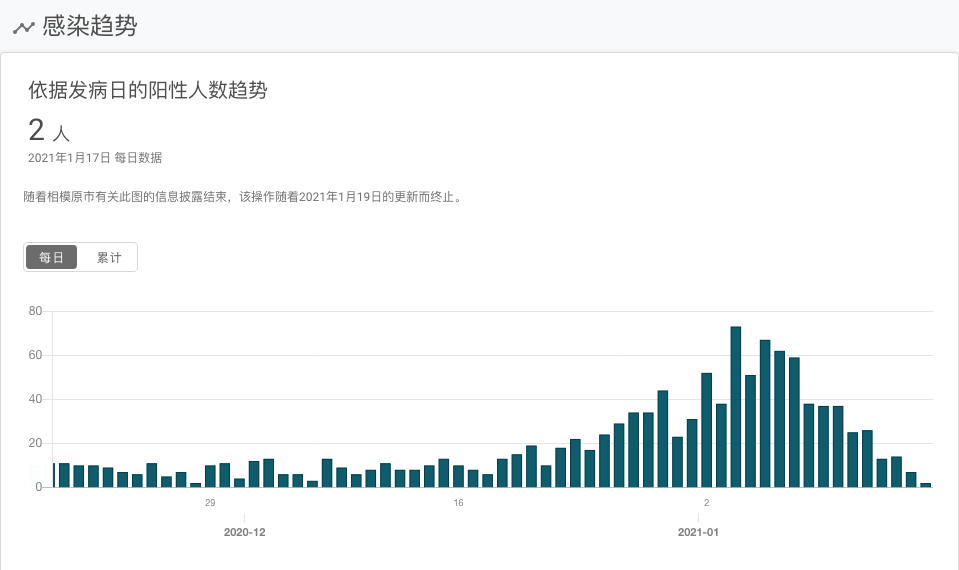 感染趋势
依据发病日的阳性人数趋势
2 人
2021年1月17日 每日数据
随着相模原市有关此图的信息披露结束，该操作随着2021年1月19日的更新而终止。
每日 累计
80
60
40
20
0
29 16 2
2020-12 2021-01